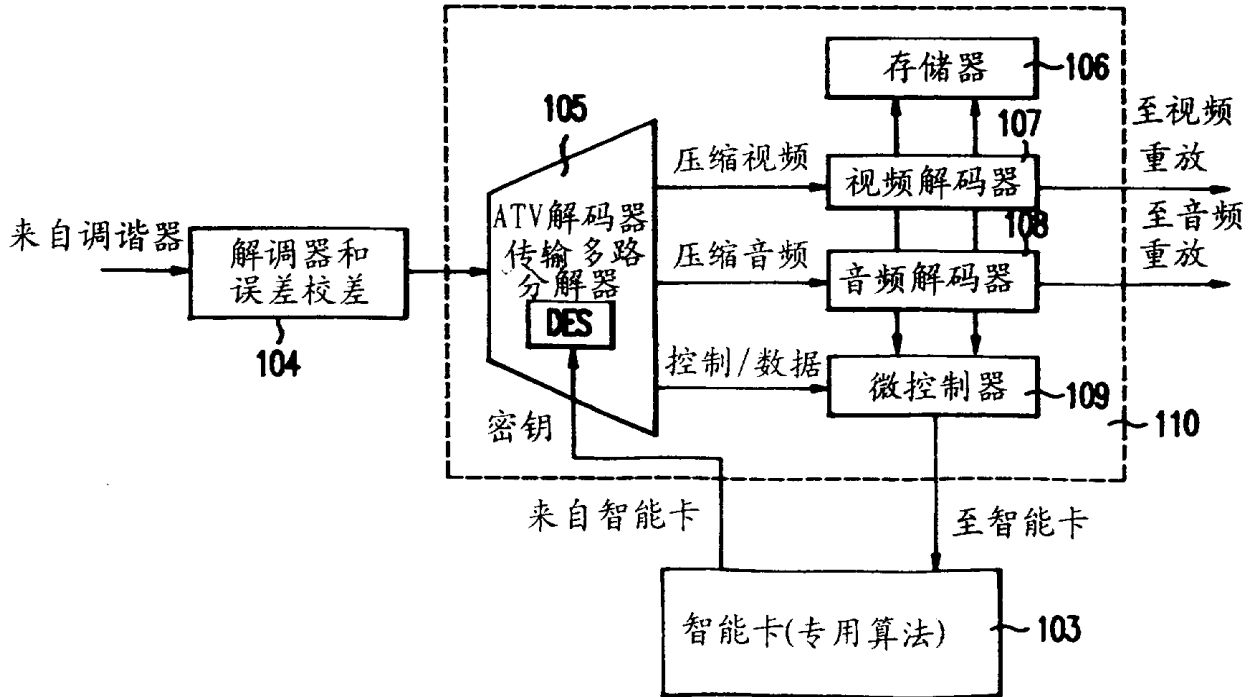 存储器
106
105
107
至视频
重放
压缩视频
视频解码器
来自调谐器
解调器和
误差校差
104
ATV解码器
传输多路
分解器
DES
108
至音频
重放
压缩音频
音频解码器
控制/数据
微控制器
109
110
密钥
来自智能卡
至智能卡
智能卡(专用算法)
103